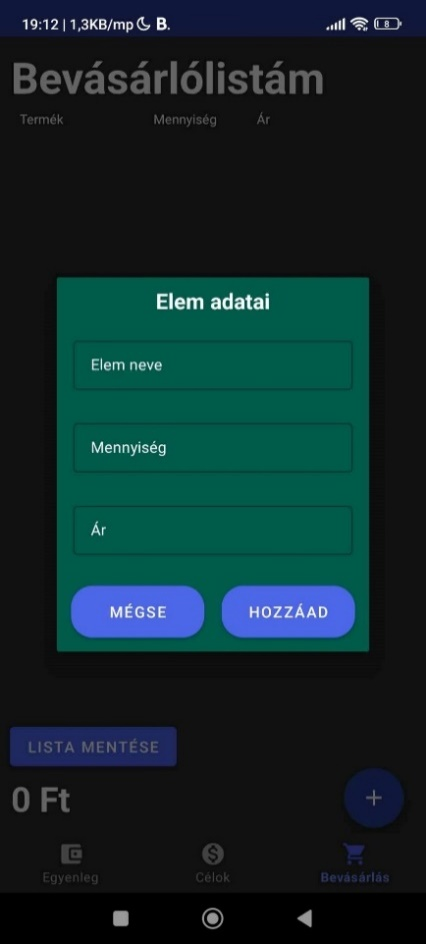 19:12 | 1,3KB/mp B. 8
Bevásárlólistám
Termék Mennyiség Ár
Elem adatai
Elem neve
Mennyiség
Ár
MÉGSE HOZZÁAD
LISTA MENTÉSE
0 Ft
+
Egyenleg Célok Bevásárlás